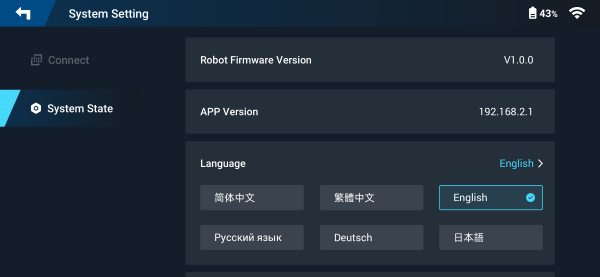 System Setting
43%
Connect
System State
Robot Firmware Version V1.0.0
APP Version 192.168.2.1
Language English
简体中文 繁體中文 English
Русский язык Deutsch 日本語